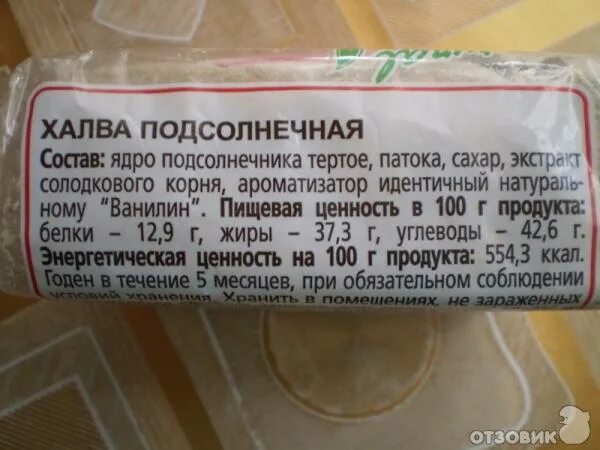 ХАЛВА ПОДСОЛНЕЧНАЯ
Состав: ядро подсолнечника тертое, патока, сахар, экстракт
солодкового корня, ароматизатор идентичный натураль-
ному "Ванилин". Пищевая ценность в 100 г продукта:
белки – 12,9 г, жиры – 37,3 г, углеводы – 42,6 г.
Энергетическая ценность на 100 г продукта: 554,3 ккал.
Годен в течение 5 месяцев, при обязательном соблюдении
условий хранения. Хранить в помещениях, не зараженных
ОТЗОВИК